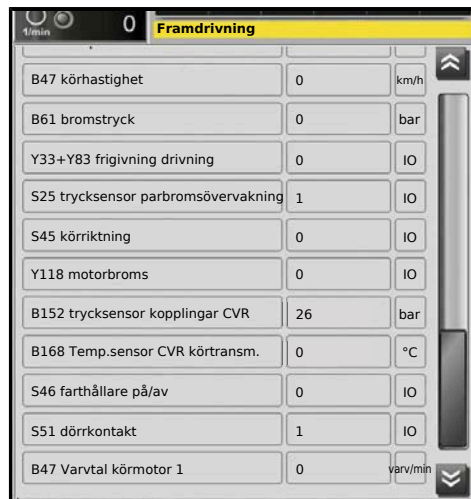 1/min 0 Framdrivning
B47 körhastighet 0 km/h
B61 bromstryck 0 bar
Y33+Y83 frigivning drivning 0 IO
S25 trycksensor parbromsövervakning 1 IO
S45 körriktning 0 IO
Y118 motorbroms 0 IO
B152 trycksensor kopplingar CVR 26 bar
B168 Temp.sensor CVR körtransm. 0 °C
S46 farthållare på/av 0 IO
S51 dörrkontakt 1 IO
B47 Varvtal körmotor 1 0 varv/min